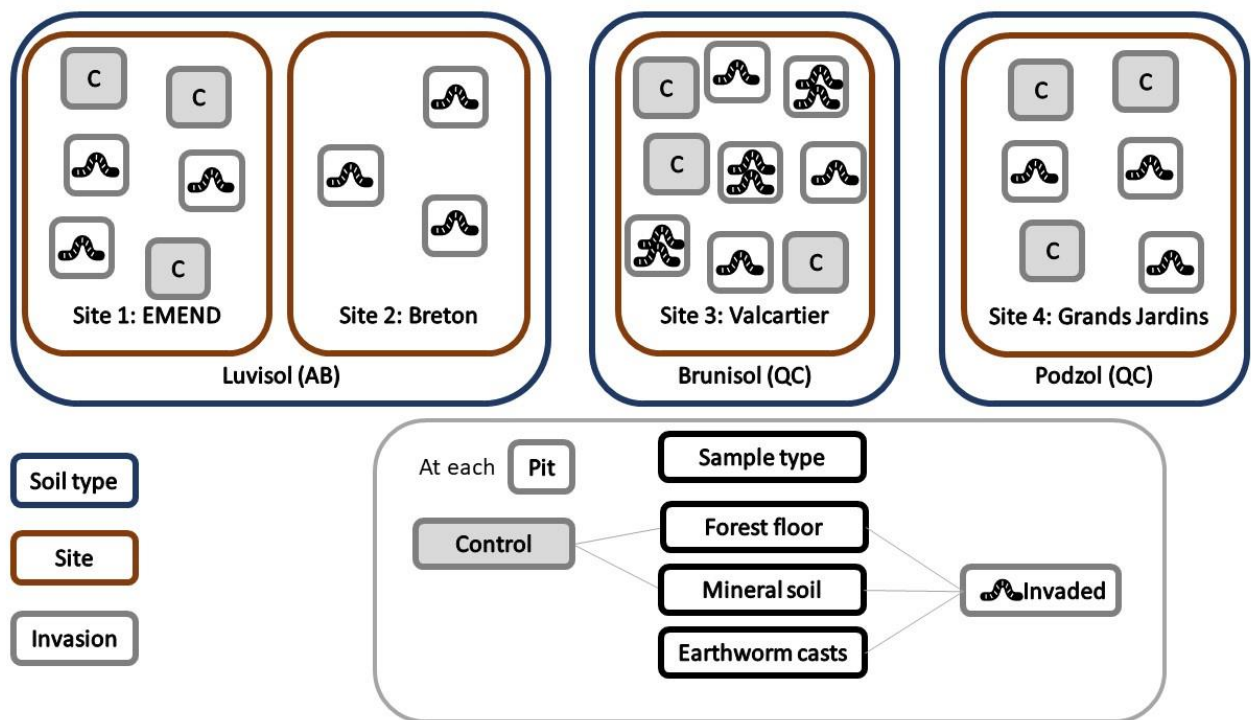 C
C
C
Site 1: EMEND
Site 2: Breton
Luvisol (AB)
C
C
C
Site 3: Valcartier
Brunisol (QC)
C
C
C
Site 4: Grands Jardins
Podzol (QC)
Soil type
Site
Invasion
At each Pit
Control
Sample type
Forest floor
Mineral soil
Earthworm casts
Invaded